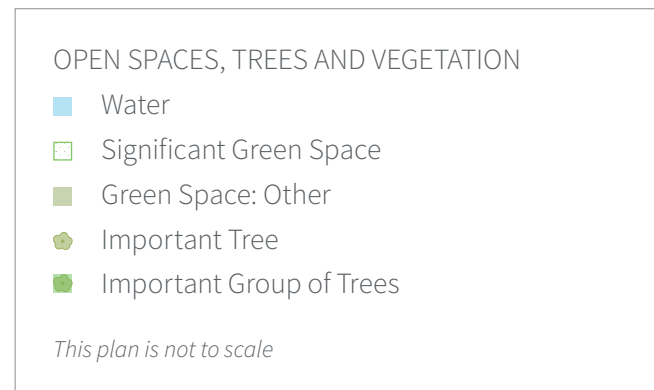 OPEN SPACES, TREES AND VEGETATION
Water
Significant Green Space
Green Space: Other
Important Tree
Important Group of Trees
This plan is not to scale